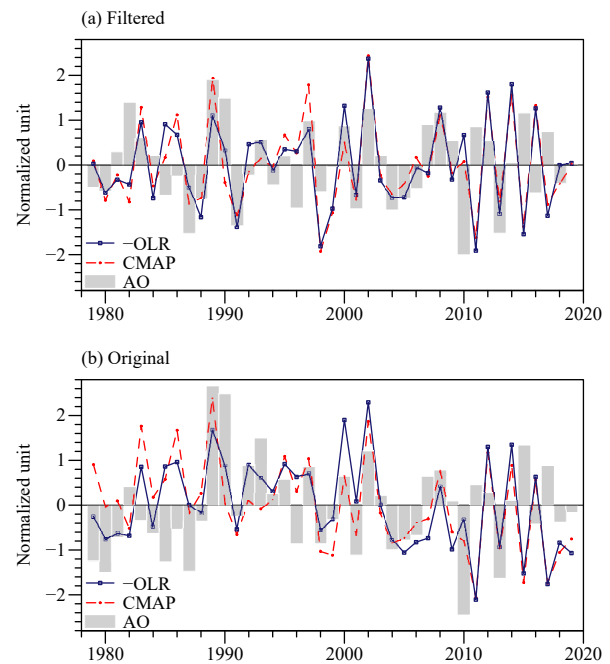 (a) Filtered
2
1
0
−1
−2
Normalized unit
−OLR
CMAP
AO
1980
1990
2000
2010
2020
(b) Original
2
1
0
−1
−2
Normalized unit
−OLR
CMAP
AO
1980
1990
2000
2010
2020